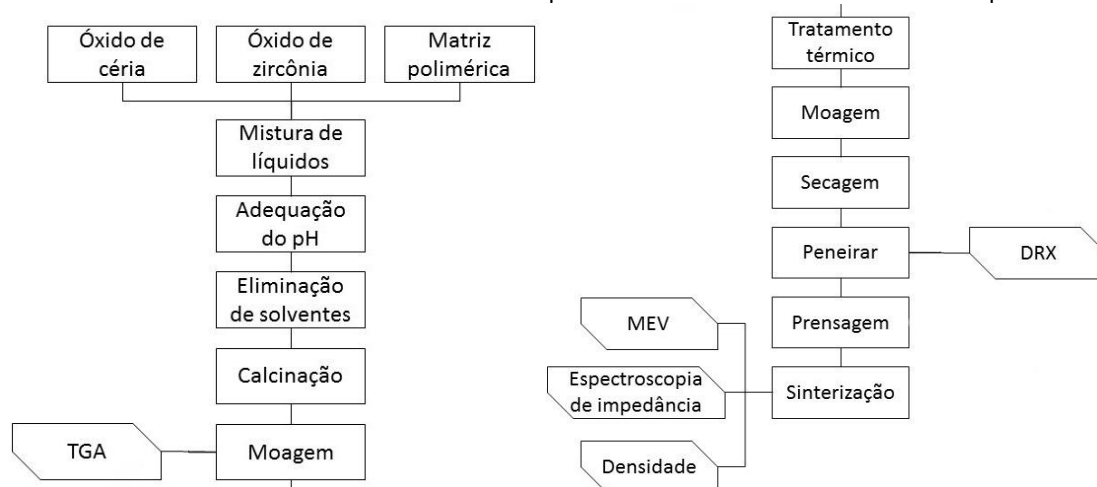 Óxido de
céria
Óxido de
zircônia
Matriz
polimérica
Mistura de
líquidos
Adequação
do pH
Eliminação
de solventes
Calcinação
TGA
Moagem
Tratamento
térmico
Moagem
Secagem
Peneirar
DRX
Prensagem
MEV
Espectroscopia
de impedância
Sinterização
Densidade